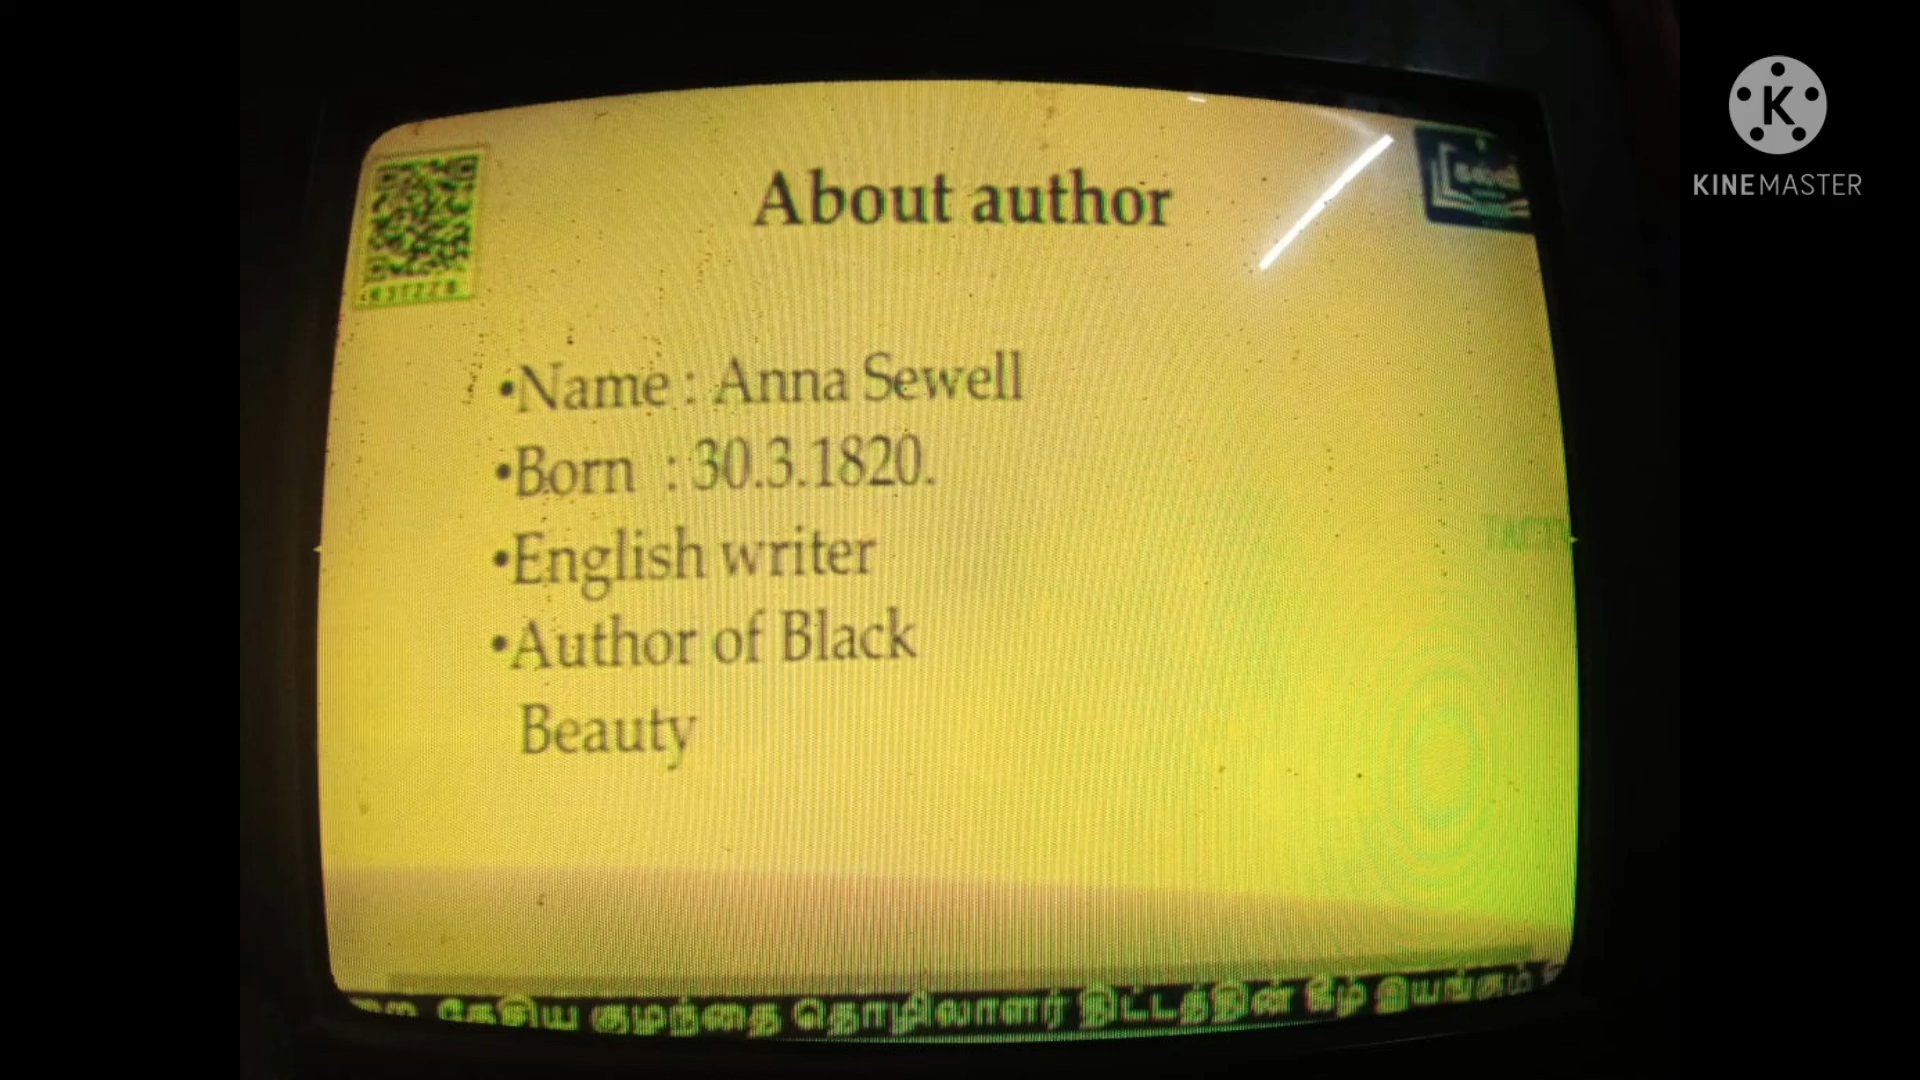 KINEMASTER
About author
•Name : Anna Sewell
•Born : 30.3.1820.
•English writer
•Author of Black
Beauty
தேசிய குழந்தை தொழிலாளர் திட்டத்தின் கீழ் இயங்கும்